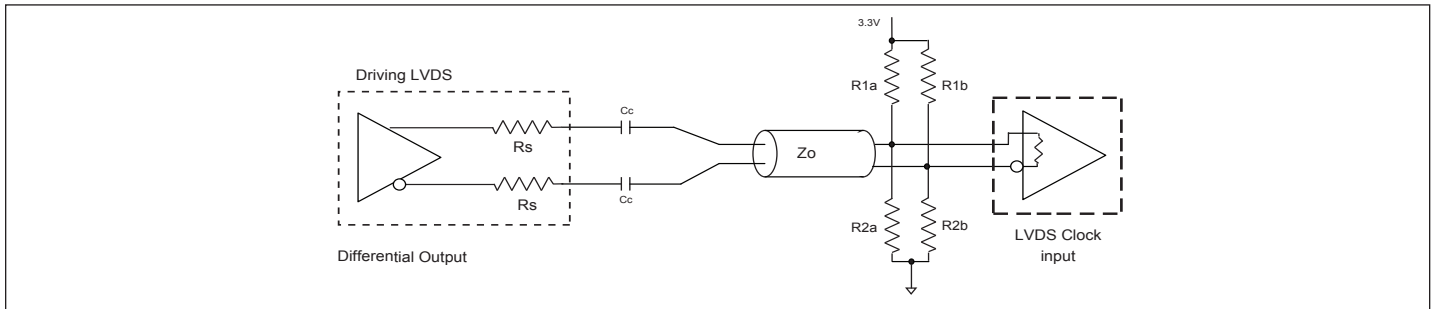 3.3V
Driving LVDS
R1a
R1b
Cc
Rs
Zo
Rs
Cc
R2a
R2b
LVDS Clock
input
Differential Output